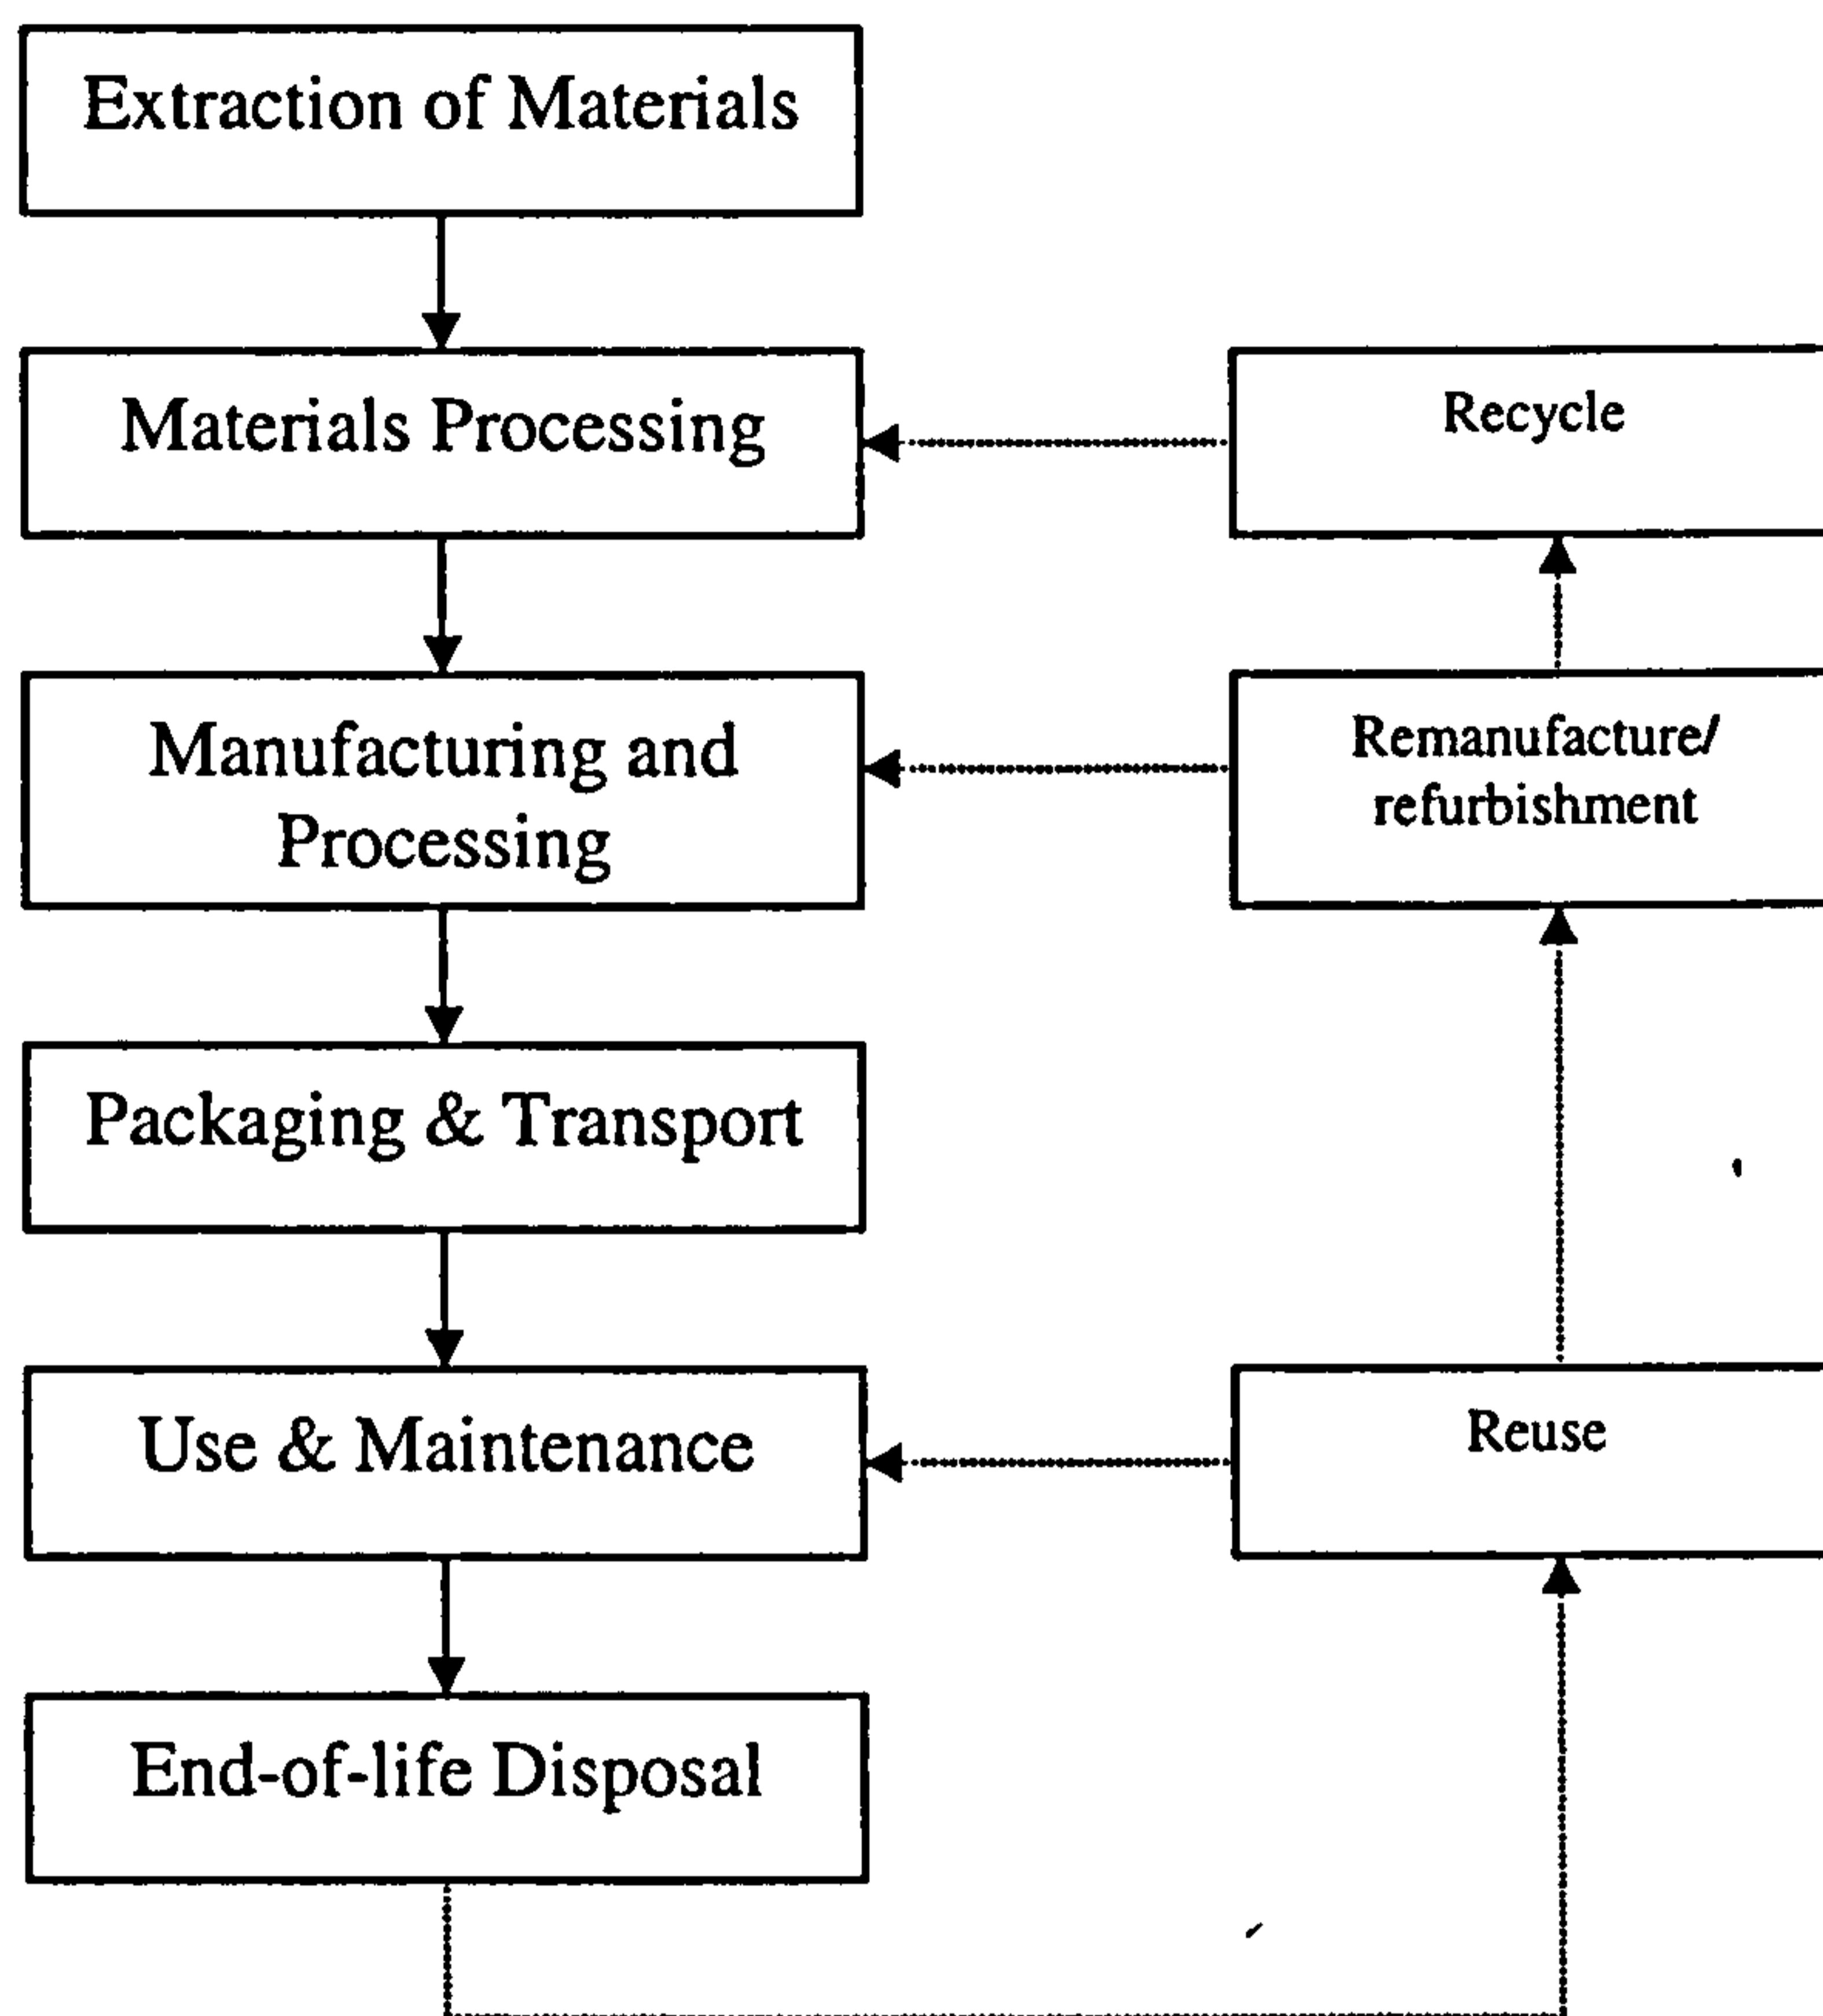 Extraction of Materials
Materials Processing
Recycle
Manufacturing and
Processing
Remanufacture/
refurbishment
Packaging & Transport
Use & Maintenance
Reuse
End-of-life Disposal